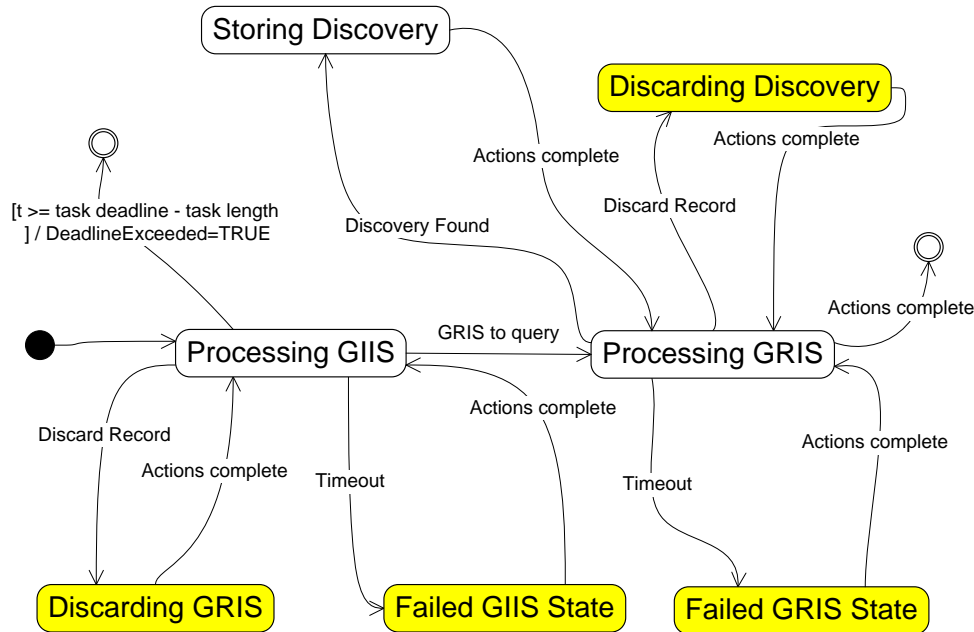 Storing Discovery
Discarding Discovery
Actions complete
Actions complete
[t >= task deadline - task length
] / DeadlineExceeded=TRUE
Discovery Found
Discard Record
Actions complete
GRIS to query
Processing GIIS
Processing GRIS
Discard Record
Actions complete
Actions complete
Actions complete
Timeout
Timeout
Discarding GRIS
Failed GIIS State
Failed GRIS State